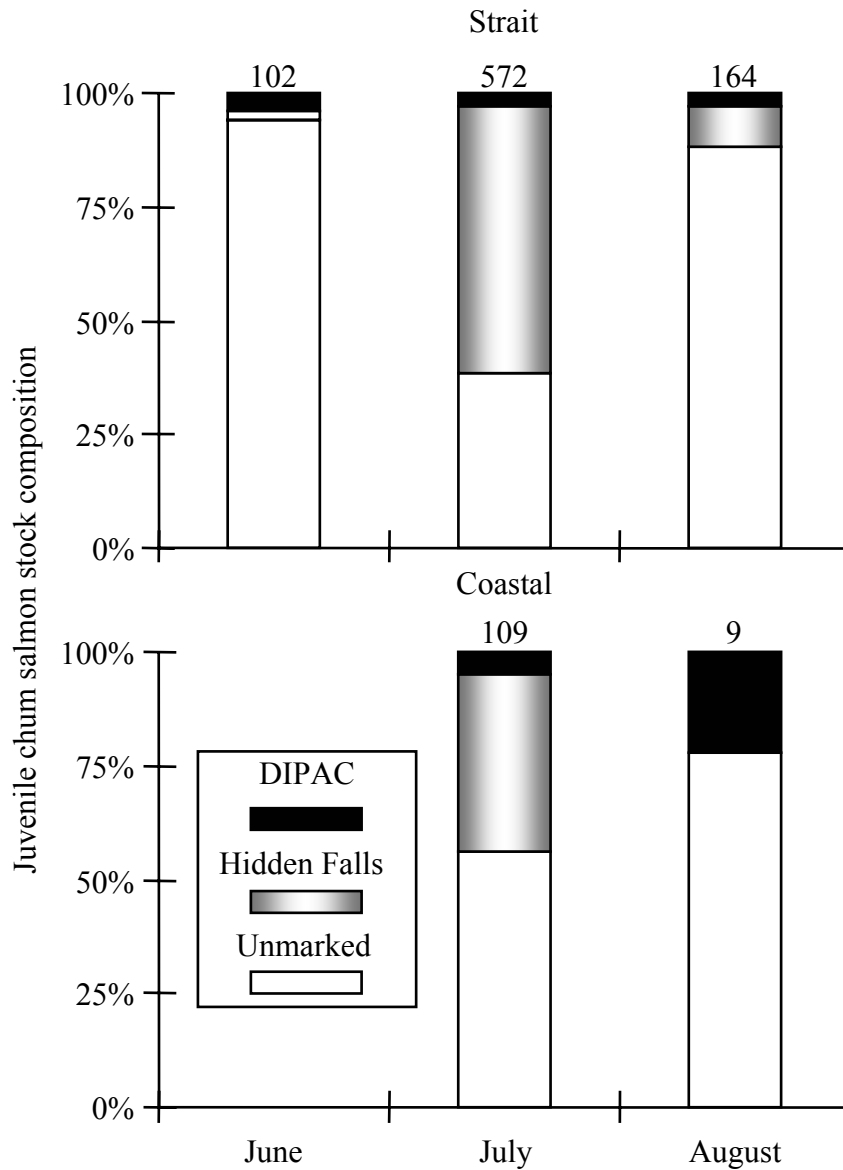 Strait
102 572 164
100%
75%
50%
25%
0%
Juvenile chum salmon stock composition
Coastal
109 9
100%
75%
50%
25%
0%
DIPAC
Hidden Falls
Unmarked
June July August